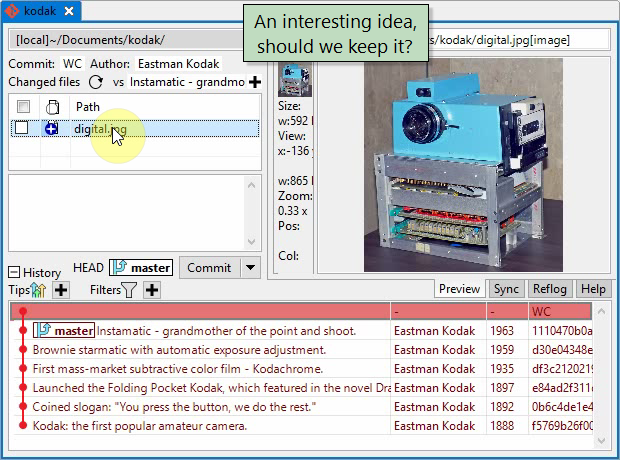 kodak
An interesting idea,
should we keep it?
[local]~/Documents/kodak/
s/kodak/digital.jpg[image]
Commit: WC Author: Eastman Kodak
Changed files vs Instamatic - grandmo
Path
digital.jpg
Size:
w:592
View:
x:-136
w:865
Zoom:
0.33 x
Pos:
Col:
HEAD master Commit
History
Tips Filters Preview Sync Reflog Help
- - WC
master Instamatic - grandmother of the point and shoot. Eastman Kodak 1963 1110470b0a
Brownie starmatic with automatic exposure adjustment. Eastman Kodak 1959 d30e04348e
First mass-market subtractive color film - Kodachrome. Eastman Kodak 1935 df3c2120219
Launched the Folding Pocket Kodak, which featured in the novel Dra Eastman Kodak 1897 e84ad2f311
Coined slogan: "You press the button, we do the rest." Eastman Kodak 1892 0b6c4de1e4
Kodak: the first popular amateur camera. Eastman Kodak 1888 f5769b26f00